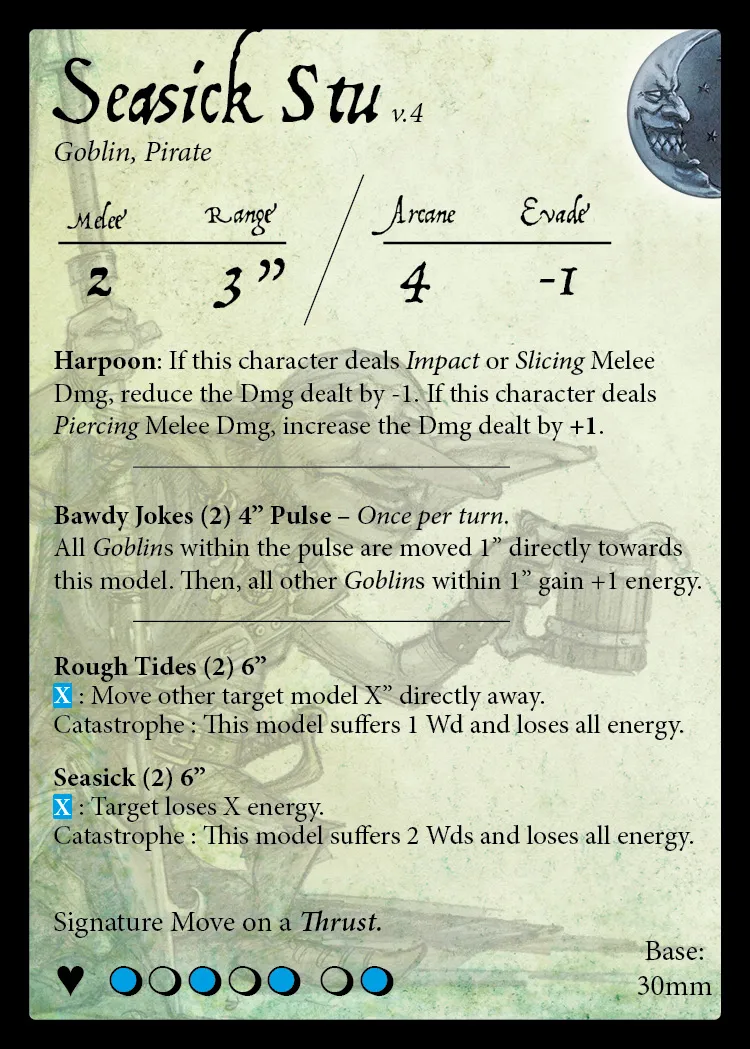 Seasick Stu v.4
Goblin, Pirate
Melee Range Arcane Evade
2 3” 4 -1
Harpoon: If this character deals Impact or Slicing Melee
Dmg, reduce the Dmg dealt by -1. If this character deals
Piercing Melee Dmg, increase the Dmg dealt by +1.
Bawdy Jokes (2) 4” Pulse – Once per turn.
All Goblins within the pulse are moved 1” directly towards
this model. Then, all other Goblins within 1” gain +1 energy.
Rough Tides (2) 6”
X : Move other target model X” directly away.
Catastrophe : This model suffers 1 Wd and loses all energy.
Seasick (2) 6”
X : Target loses X energy.
Catastrophe : This model suffers 2 Wds and loses all energy.
Signature Move on a Thrust.
Base:
30mm